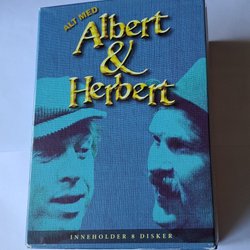 ALT MED
Albert
&
Herbert
INNEHOLDER 8 DISKER